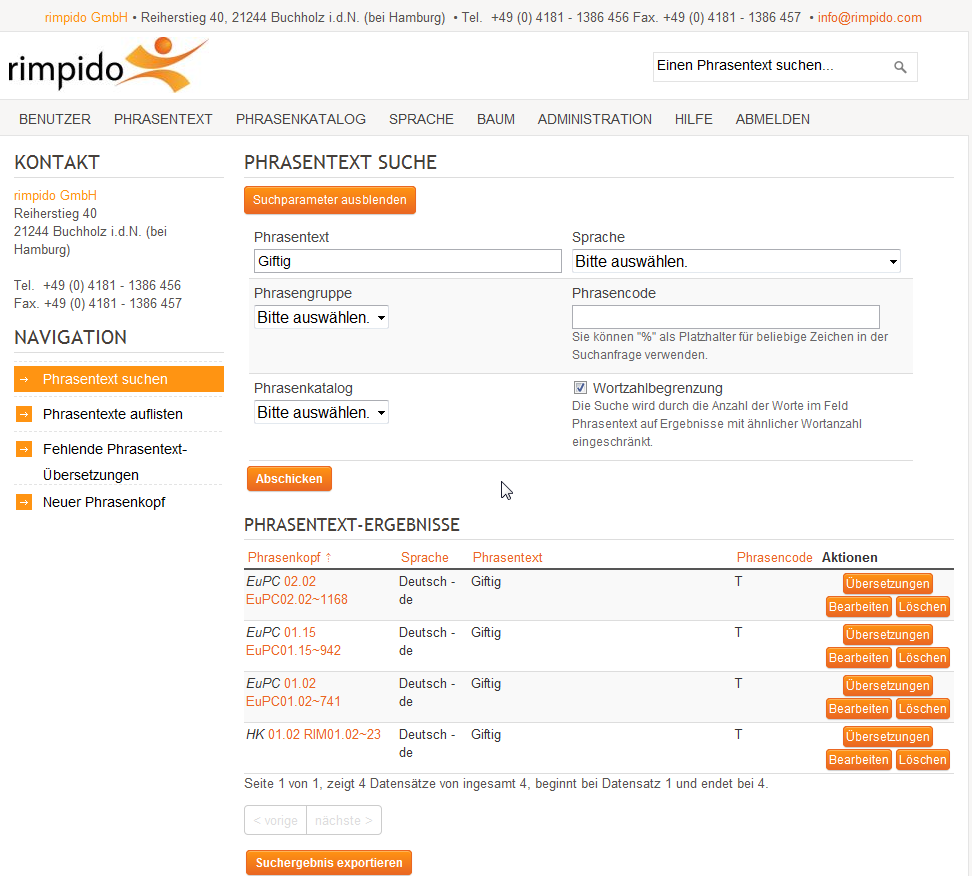 rimpido GmbH • Reiherstieg 40, 21244 Buchholz i.d.N. (bei Hamburg) • Tel. +49 (0) 4181 - 1386 456 Fax. +49 (0) 4181 - 1386 457 • info@rimpido.com
rimpido
Einen Phrasentext suchen...
BENUTZER PHRASENTEXT PHRASENKATALOG SPRACHE BAUM ADMINISTRATION HILFE ABMELDEN
KONTAKT
rimpido GmbH
Reiherstieg 40
21244 Buchholz i.d.N. (bei
Hamburg)
Tel. +49 (0) 4181 - 1386 456
Fax. +49 (0) 4181 - 1386 457
NAVIGATION
→ Phrasentext suchen
→ Phrasentexte auflisten
→ Fehlende Phrasentext-
Übersetzungen
→ Neuer Phrasenkopf
PHRASENTEXT SUCHE
Suchparameter ausblenden
Phrasentext Sprache
Giftig Bitte auswählen.
Phrasengruppe Phrasencode
Bitte auswählen.
Sie können "%" als Platzhalter für beliebige Zeichen in der
Suchanfrage verwenden.
Phrasenkatalog Wortzahlbegrenzung
Bitte auswählen. Die Suche wird durch die Anzahl der Worte im Feld
Phrasentext auf Ergebnisse mit ähnlicher Wortanzahl
eingeschränkt.
Abschicken
PHRASENTEXT-ERGEBNISSE
Phrasenkopf ↑ Sprache Phrasentext Phrasencode Aktionen
EuPC 02.02 Deutsch - Giftig T Übersetzungen
EuPC02.02~1168 de Bearbeiten Löschen
EuPC 01.15 Deutsch - Giftig T Übersetzungen
EuPC01.15~942 de Bearbeiten Löschen
EuPC 01.02 Deutsch - Giftig T Übersetzungen
EuPC01.02~741 de Bearbeiten Löschen
HK 01.02 RIM01.02~23 Deutsch - Giftig T Übersetzungen
de Bearbeiten Löschen
Seite 1 von 1, zeigt 4 Datensätze von ingesamt 4, beginnt bei Datensatz 1 und endet bei 4.
< vorige nächste >
Suchergebnis exportieren